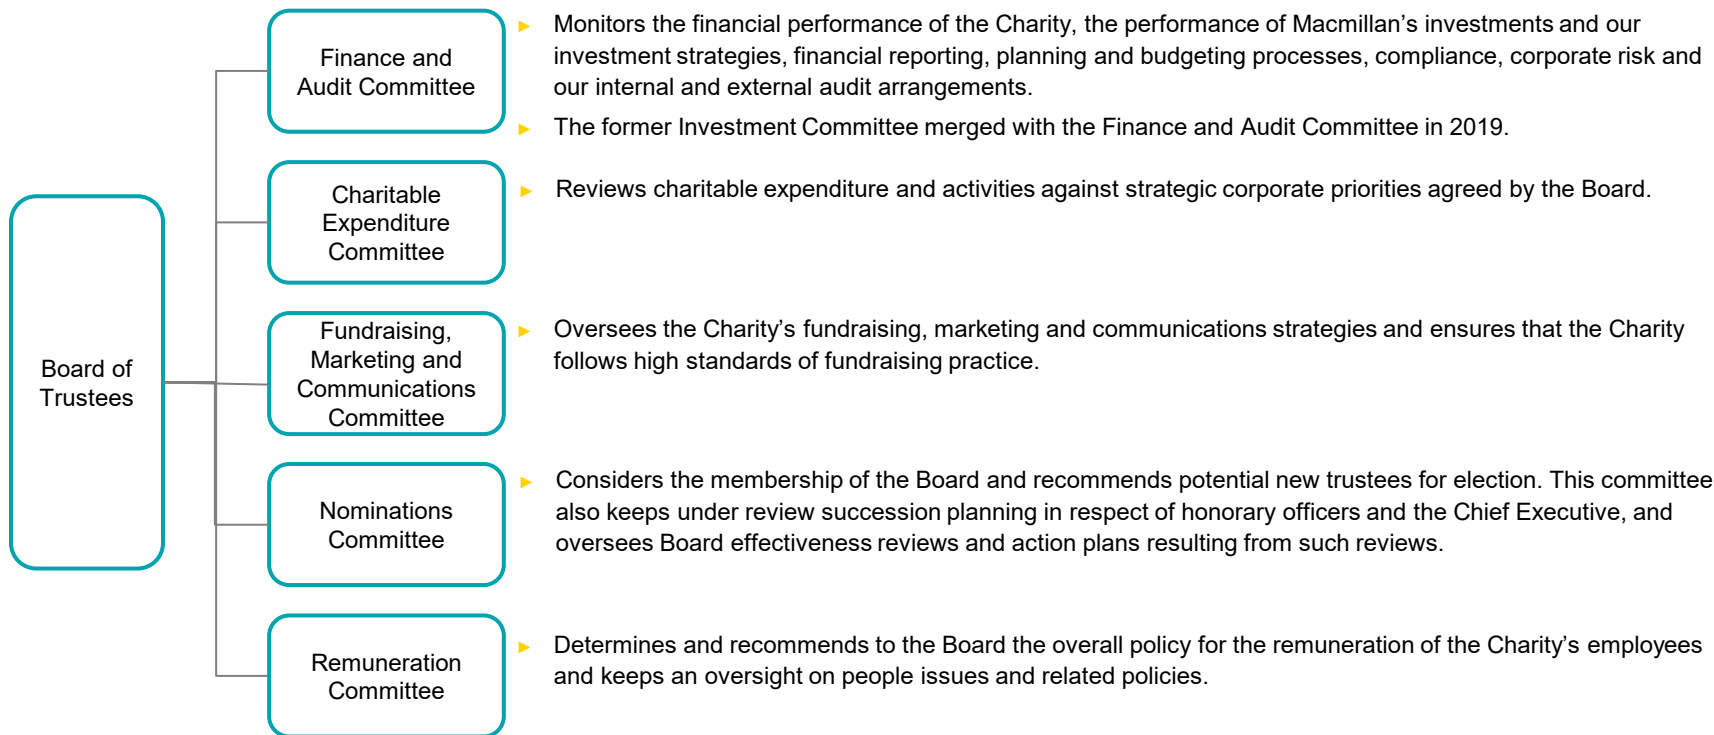 Finance and
Audit Committee
► Monitors the financial performance of the Charity, the performance of Macmillan’s investments and our
investment strategies, financial reporting, planning and budgeting processes, compliance, corporate risk and
our internal and external audit arrangements.
► The former Investment Committee merged with the Finance and Audit Committee in 2019.
Charitable
Expenditure
Committee
► Reviews charitable expenditure and activities against strategic corporate priorities agreed by the Board.
Board of
Trustees
Fundraising,
Marketing and
Communications
Committee
► Oversees the Charity’s fundraising, marketing and communications strategies and ensures that the Charity
follows high standards of fundraising practice.
Nominations
Committee
► Considers the membership of the Board and recommends potential new trustees for election. This committee
also keeps under review succession planning in respect of honorary officers and the Chief Executive, and
oversees Board effectiveness reviews and action plans resulting from such reviews.
Remuneration
Committee
► Determines and recommends to the Board the overall policy for the remuneration of the Charity’s employees
and keeps an oversight on people issues and related policies.